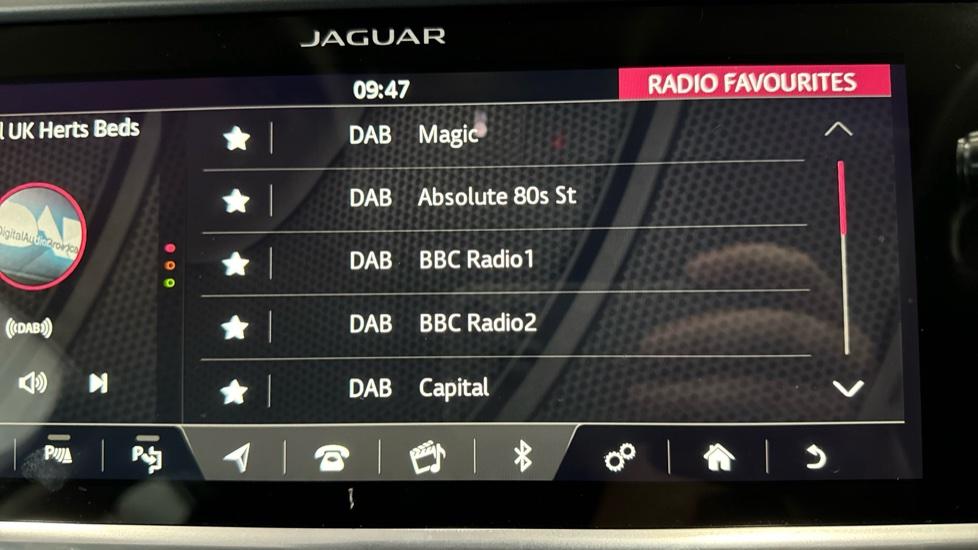 JAGUAR
09:47
RADIO FAVOURITES
UK Herts Beds
DAB Magic
DAB Absolute 80s St
DAB BBC Radio1
DAB BBC Radio2
DAB Capital
((DAB))
P
P